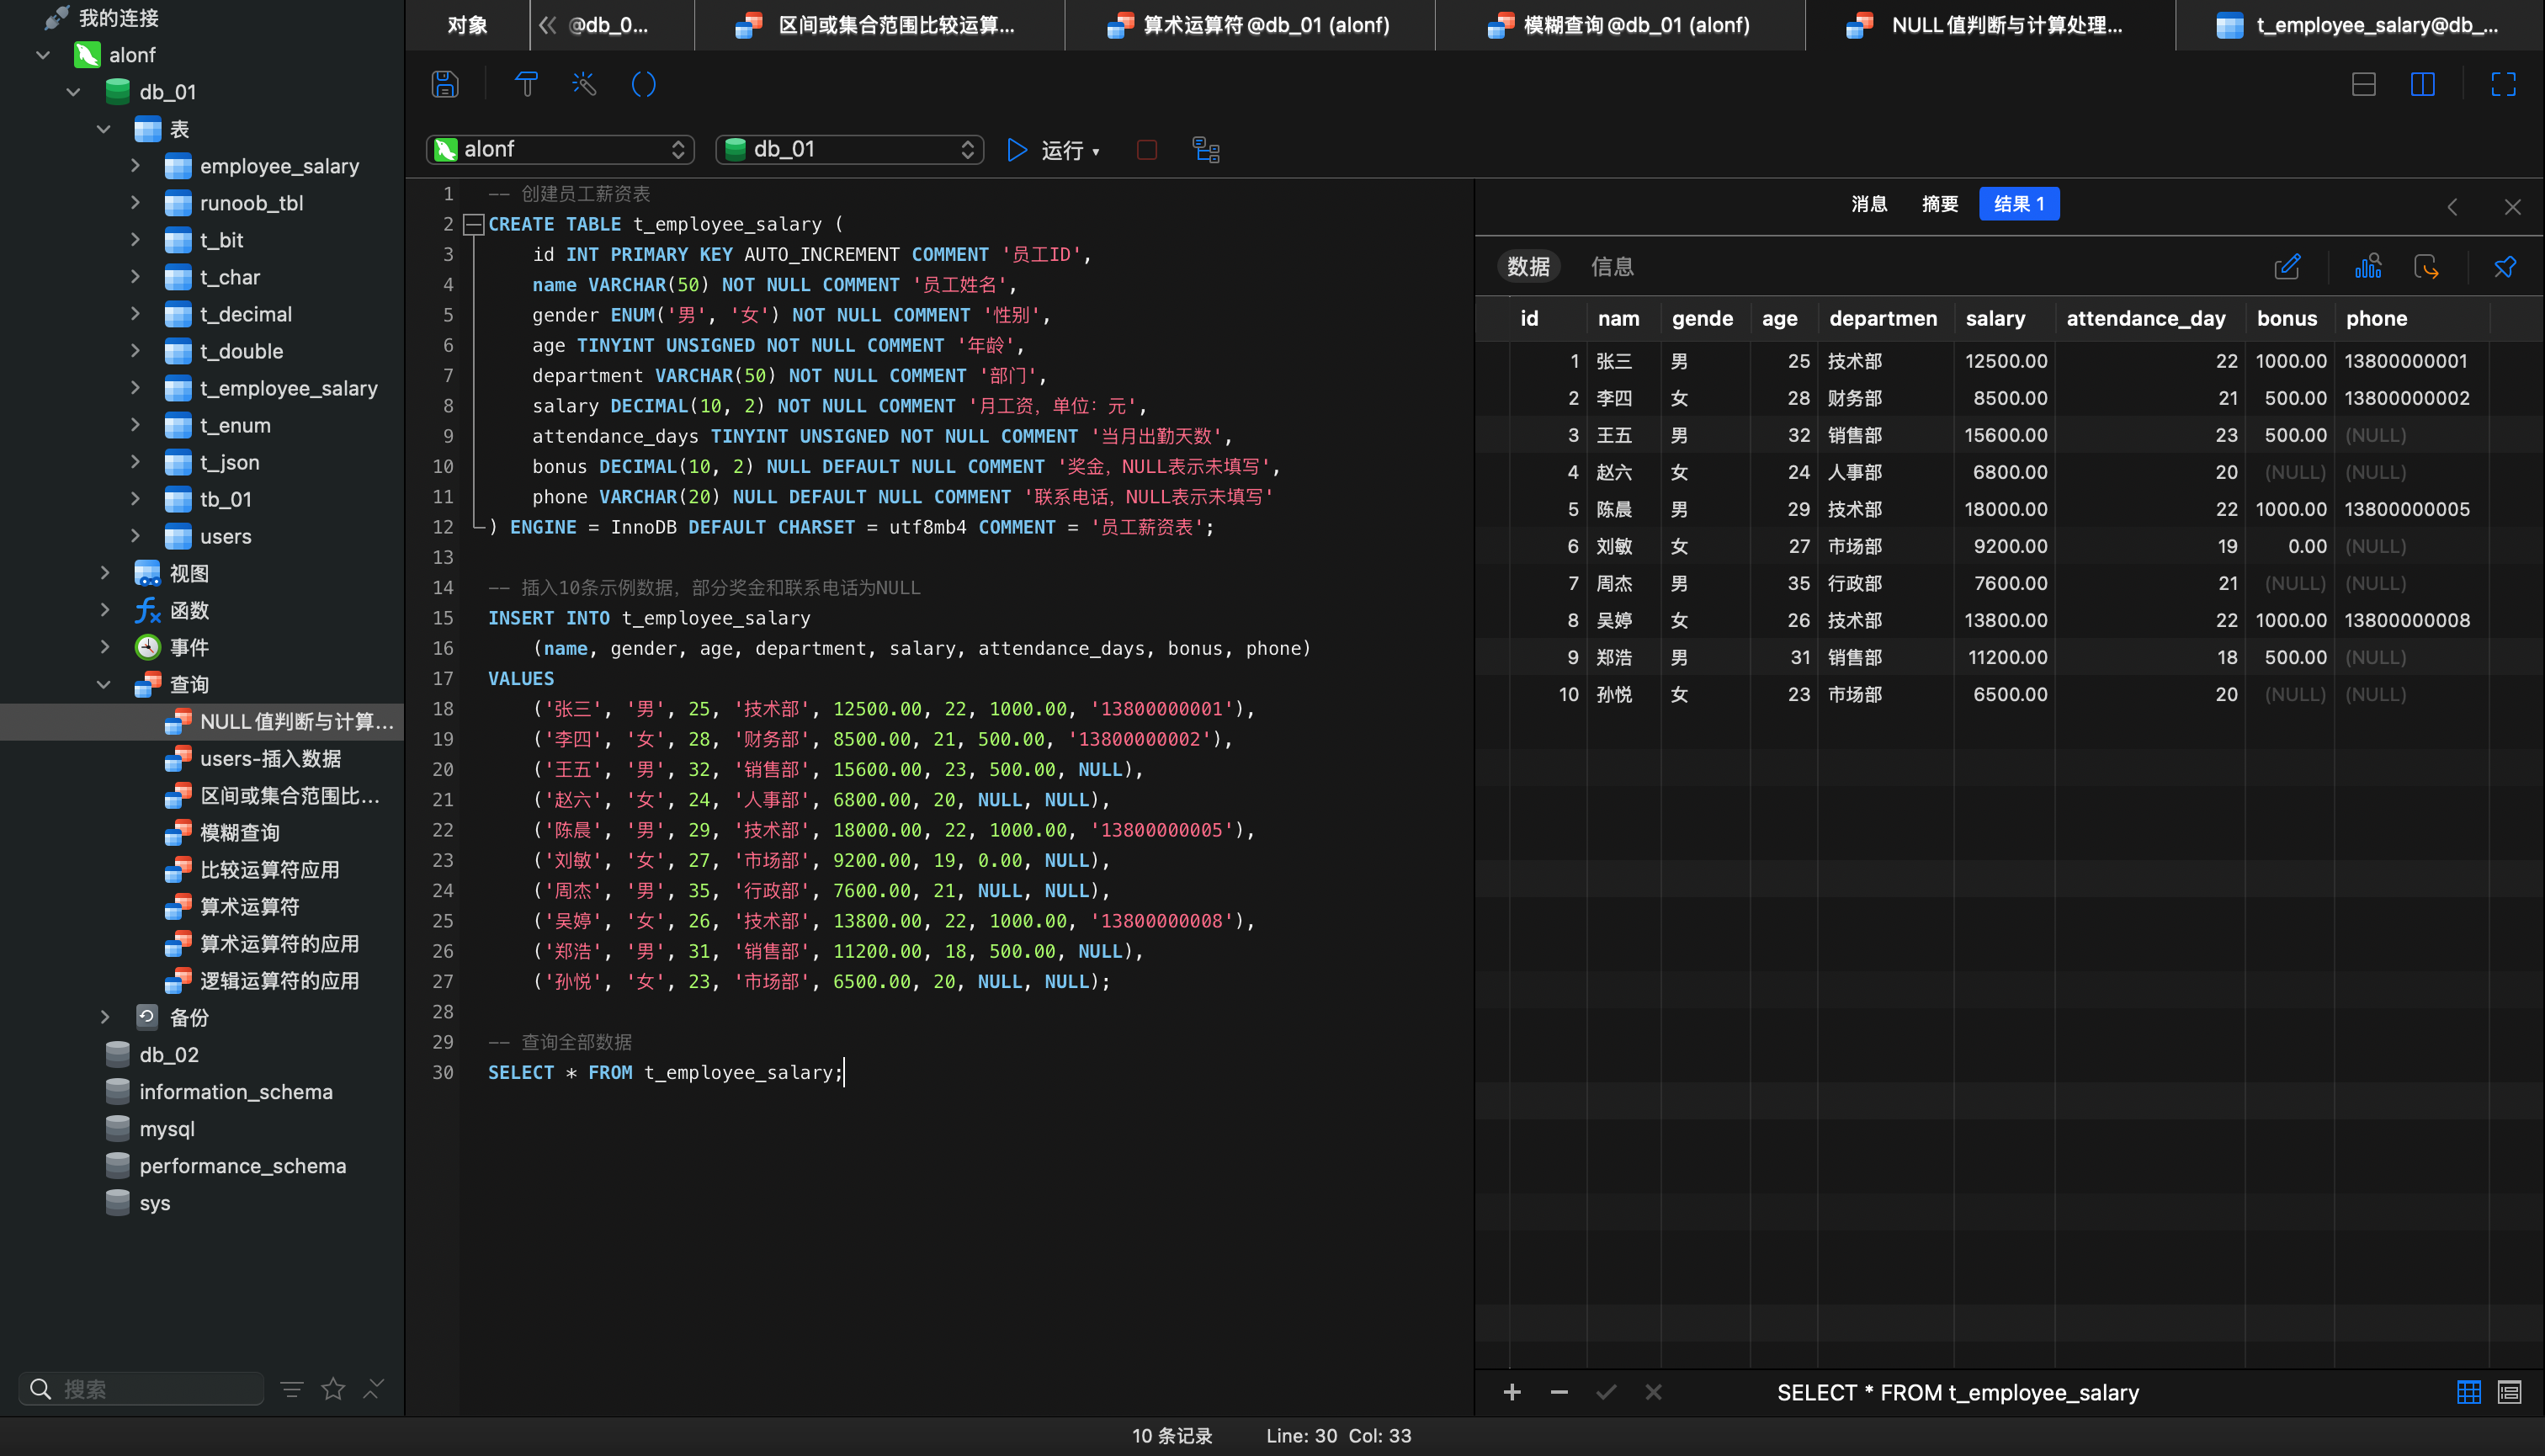 我的连接
alonf
db_01
表
employee_salary
runoob_tbl
t_bit
t_char
t_decimal
t_double
t_employee_salary
t_enum
t_json
tb_01
users
视图
函数
事件
查询
NULL值判断与计算...
users-插入数据
区间或集合范围比...
模糊查询
比较运算符应用
算术运算符
算术运算符的应用
逻辑运算符的应用
备份
db_02
information_schema
mysql
performance_schema
sys
搜索
对象 @db_0... 区间或集合范围比较运算... 算术运算符@db_01 (alonf) 模糊查询@db_01 (alonf) NULL值判断与计算处理... t_employee_salary@db_...
alonf db_01 运行
1 -- 创建员工薪资表
2 CREATE TABLE t_employee_salary (
3 id INT PRIMARY KEY AUTO_INCREMENT COMMENT '员工ID',
4 name VARCHAR(50) NOT NULL COMMENT '员工姓名',
5 gender ENUM('男', '女') NOT NULL COMMENT '性别',
6 age TINYINT UNSIGNED NOT NULL COMMENT '年龄',
7 department VARCHAR(50) NOT NULL COMMENT '部门',
8 salary DECIMAL(10, 2) NOT NULL COMMENT '月工资，单位：元',
9 attendance_days TINYINT UNSIGNED NOT NULL COMMENT '当月出勤天数',
10 bonus DECIMAL(10, 2) NULL DEFAULT NULL COMMENT '奖金，NULL表示未填写',
11 phone VARCHAR(20) NULL DEFAULT NULL COMMENT '联系电话，NULL表示未填写'
12 ) ENGINE = InnoDB DEFAULT CHARSET = utf8mb4 COMMENT = '员工薪资表';
13
14 -- 插入10条示例数据，部分奖金和联系电话为NULL
15 INSERT INTO t_employee_salary
16 (name, gender, age, department, salary, attendance_days, bonus, phone)
17 VALUES
18 ('张三', '男', 25, '技术部', 12500.00, 22, 1000.00, '13800000001'),
19 ('李四', '女', 28, '财务部', 8500.00, 21, 500.00, '13800000002'),
20 ('王五', '男', 32, '销售部', 15600.00, 23, 500.00, NULL),
21 ('赵六', '女', 24, '人事部', 6800.00, 20, NULL, NULL),
22 ('陈晨', '男', 29, '技术部', 18000.00, 22, 1000.00, '13800000005'),
23 ('刘敏', '女', 27, '市场部', 9200.00, 19, 0.00, NULL),
24 ('周杰', '男', 35, '行政部', 7600.00, 21, NULL, NULL),
25 ('吴婷', '女', 26, '技术部', 13800.00, 22, 1000.00, '13800000008'),
26 ('郑浩', '男', 31, '销售部', 11200.00, 18, 500.00, NULL),
27 ('孙悦', '女', 23, '市场部', 6500.00, 20, NULL, NULL);
28
29 -- 查询全部数据
30 SELECT * FROM t_employee_salary;
消息 摘要 结果 1
数据 信息
id nam gende age departmen salary attendance_day bonus phone
1 张三 男 25 技术部 12500.00 22 1000.00 13800000001
2 李四 女 28 财务部 8500.00 21 500.00 13800000002
3 王五 男 32 销售部 15600.00 23 500.00 (NULL)
4 赵六 女 24 人事部 6800.00 20 (NULL) (NULL)
5 陈晨 男 29 技术部 18000.00 22 1000.00 13800000005
6 刘敏 女 27 市场部 9200.00 19 0.00 (NULL)
7 周杰 男 35 行政部 7600.00 21 (NULL) (NULL)
8 吴婷 女 26 技术部 13800.00 22 1000.00 13800000008
9 郑浩 男 31 销售部 11200.00 18 500.00 (NULL)
10 孙悦 女 23 市场部 6500.00 20 (NULL) (NULL)
SELECT * FROM t_employee_salary
10 条记录 Line: 30 Col: 33